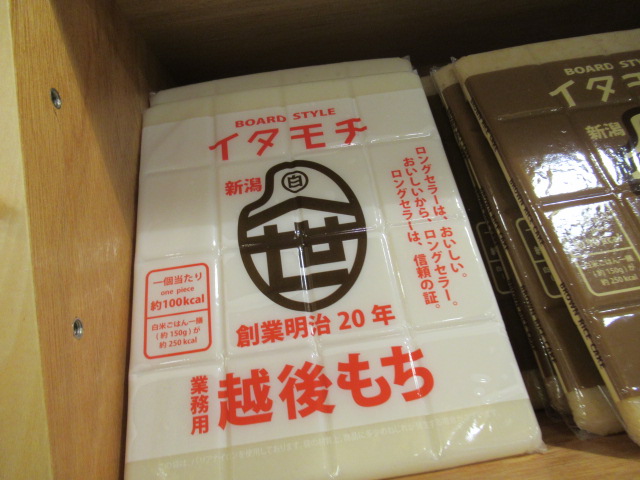 BOARD STYLE
イタモチ
新潟
白
世
ロングセラーは、おいしい。
おいしいから、ロングセラー。
ロングセラーは、信頼の証。
一個当たり
one piece
約100kcal
白米ごはん一膳
(約150g)が
約250kcal
創業明治20年
業務用
越後もち
BOARD STYLE
イタモ
新潟